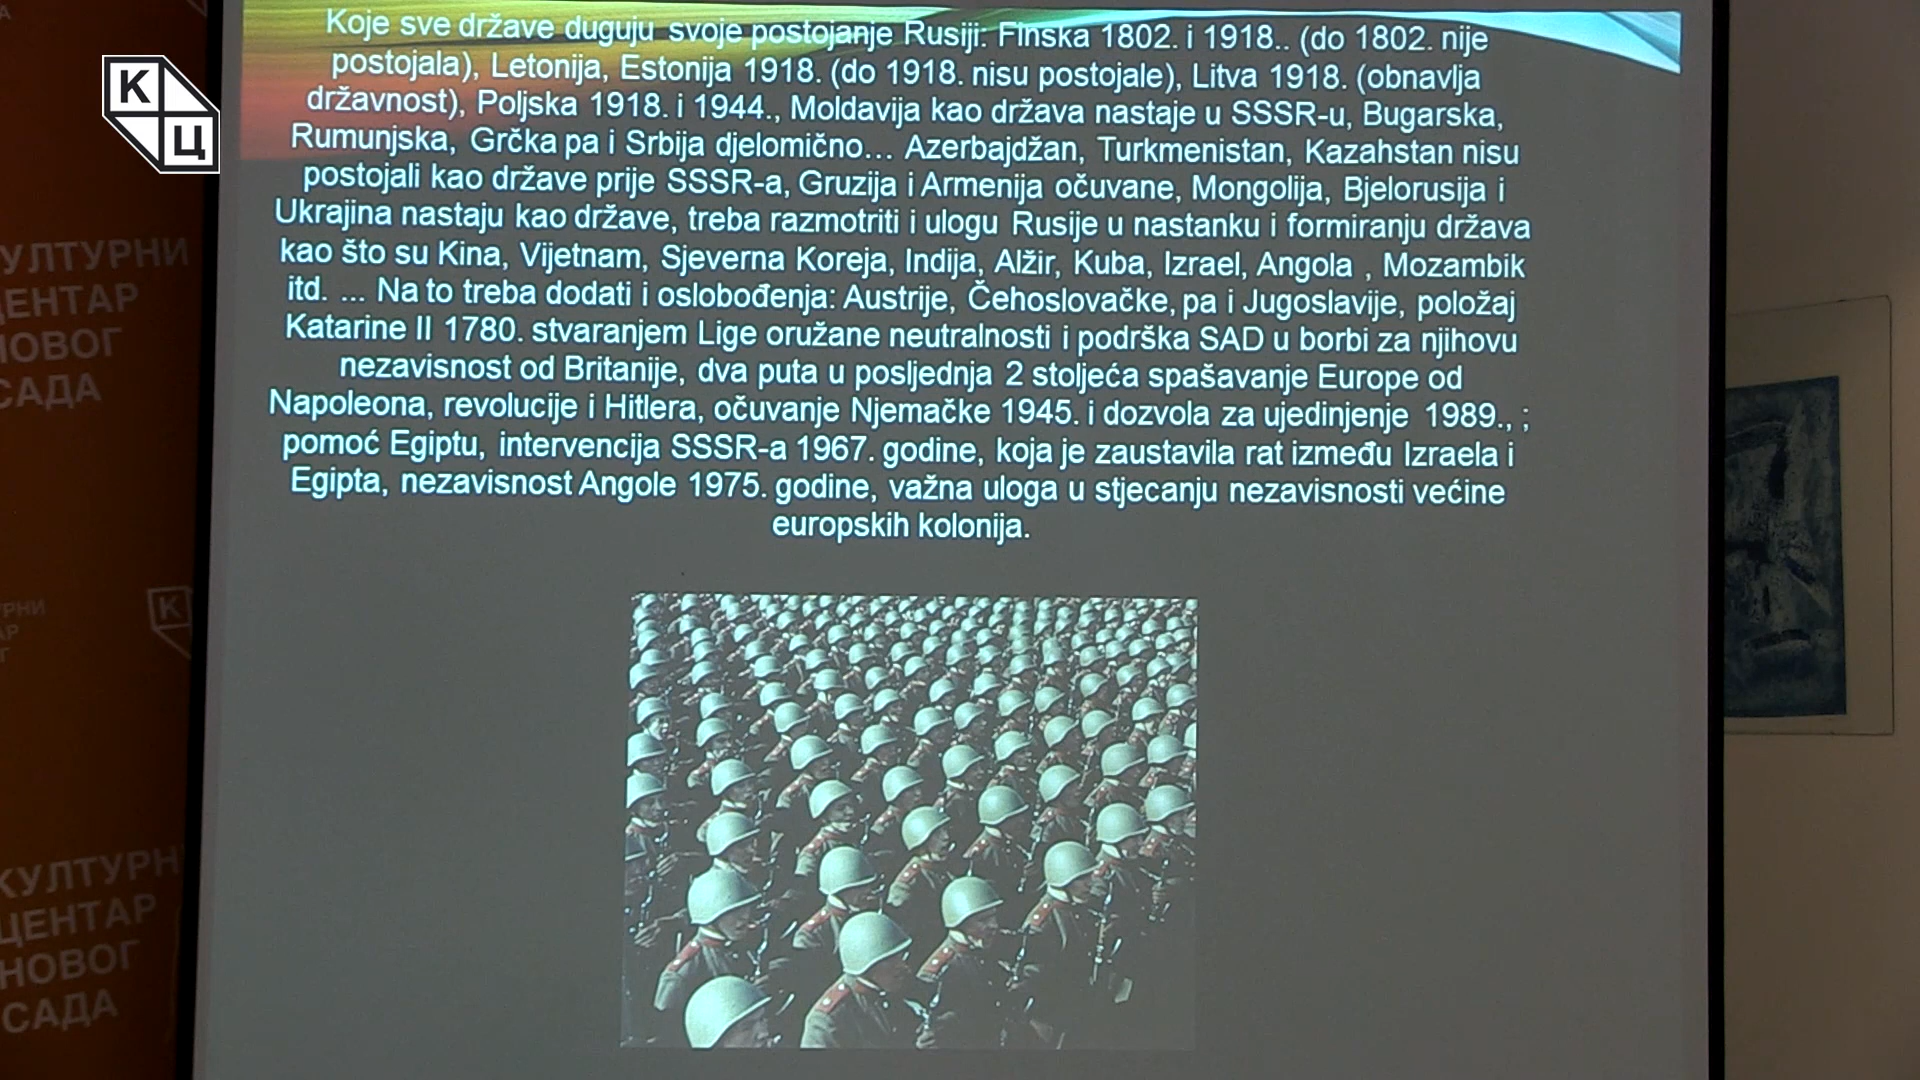 Koje sve države duguju svoje postojanje Rusiji: Finska 1802. i 1918.. (do 1802. nije
postojala), Letonija, Estonija 1918. (do 1918. nisu postojale), Litva 1918. (obnavlja
državnost), Poljska 1918. i 1944., Moldavija kao država nastaje u SSSR-u, Bugarska,
Rumunjska, Grčka pa i Srbija djelomično... Azerbajdžan, Turkmenistan, Kazahstan nisu
postojali kao države prije SSSR-a, Gruzija i Armenija očuvane, Mongolija, Bjelorusija i
Ukrajina nastaju kao države, treba razmotriti i ulogu Rusije u nastanku i formiranju država
kao što su Kina, Vijetnam, Sjeverna Koreja, Indija, Alžir, Kuba, Izrael, Angola , Mozambik
itd. ... Na to treba dodati i oslobođenja: Austrije, Čehoslovačke, pa i Jugoslavije, položaj
Katarine II 1780. stvaranjem Lige oružane neutralnosti i podrška SAD u borbi za njihovu
nezavisnost od Britanije, dva puta u posljednja 2 stoljeća spašavanje Europe od
Napoleona, revolucije i Hitlera, očuvanje Njemačke 1945. i dozvola za ujedinjenje 1989., ;
pomoć Egiptu, intervencija SSSR-a 1967. godine, koja je zaustavila rat između Izraela i
Egipta, nezavisnost Angole 1975. godine, važna uloga u stjecanju nezavisnosti većine
europskih kolonija.
К
Ц
УЛТУРНИ
ЦЕНТАР
НОВОГ
САДА
К
КУЛТУРН
ЦЕНТАР
НОВОГ
САДА